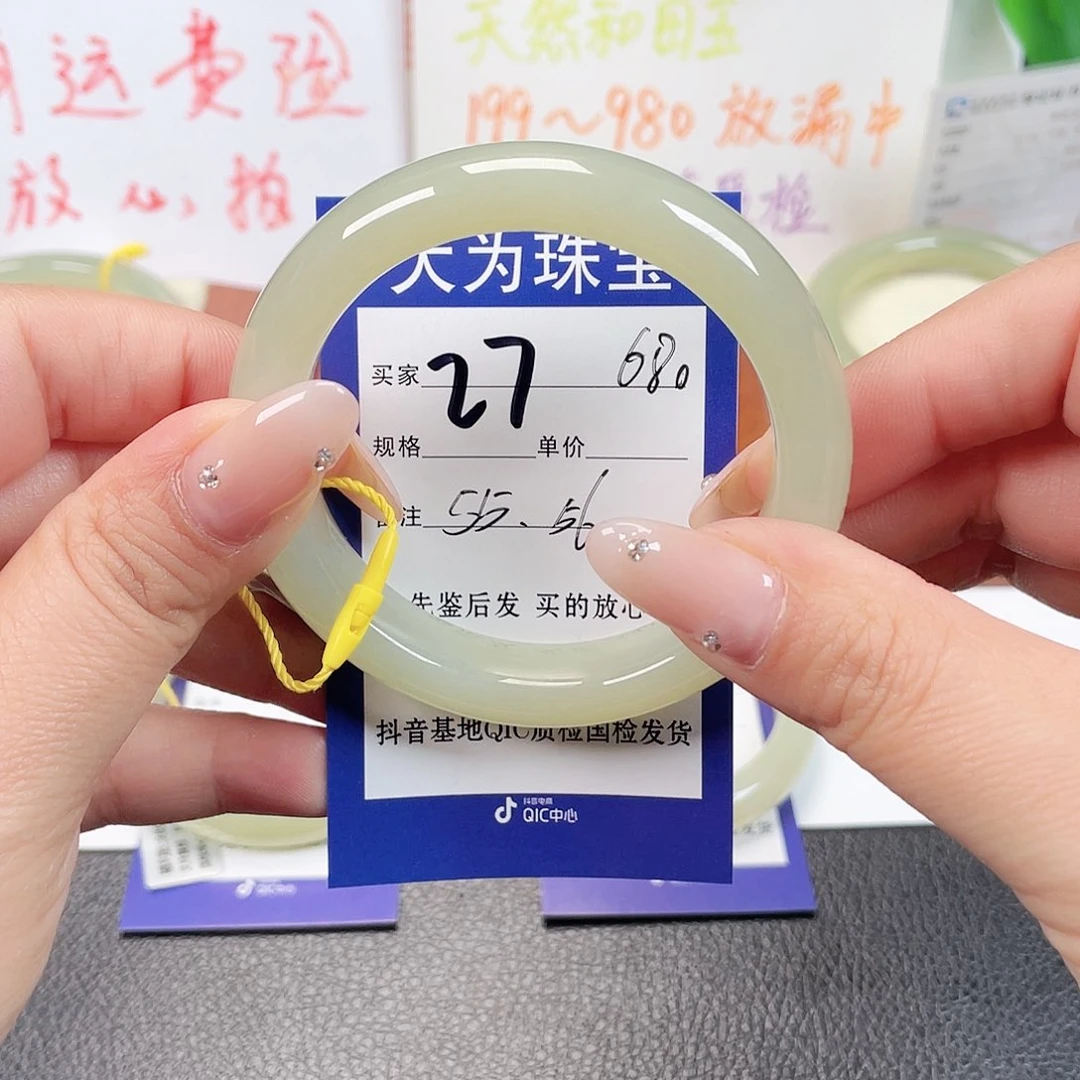 运费险
放心拍
天然和田玉
199~980 放漏中
天为珠宝
买家 27 680
规格 单价
备注 55、56
先鉴后发 买的放心
抖音基地QIC质检国检发货
抖音电商
QIC中心